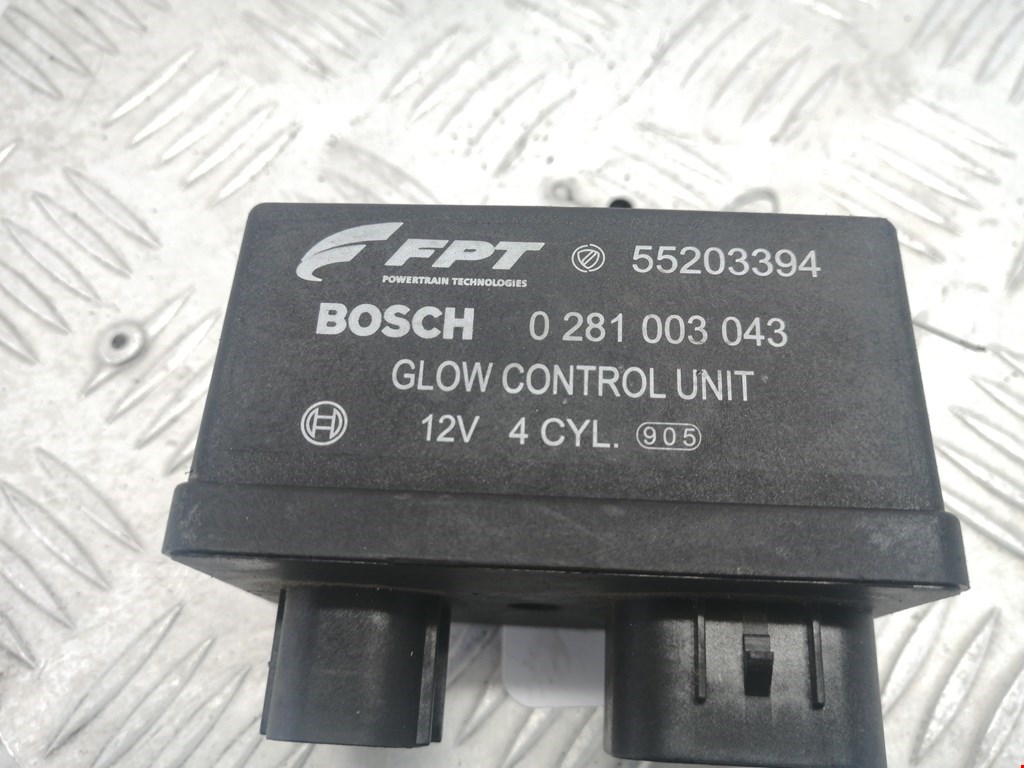 FPT 55203394
POWERTRAIN TECHNOLOGIES
BOSCH 0 281 003 043
GLOW CONTROL UNIT
12V 4 CYL. 905